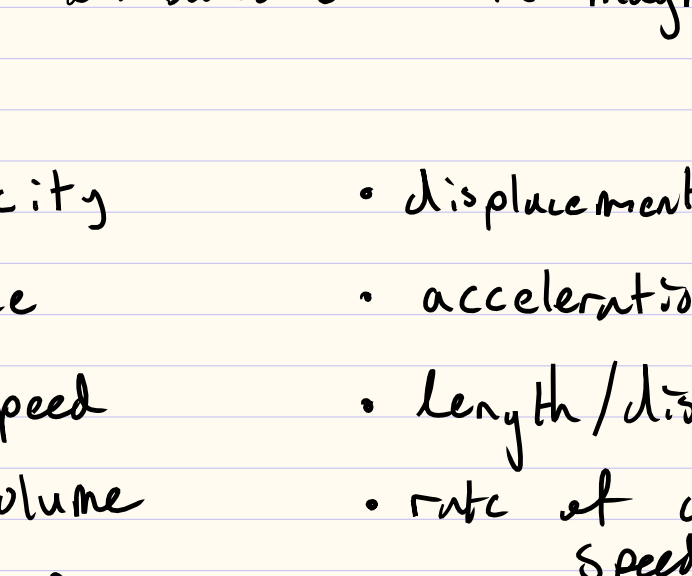 city • displacement
e • acceleratio
peed • length/dis
olume • rate of
speed